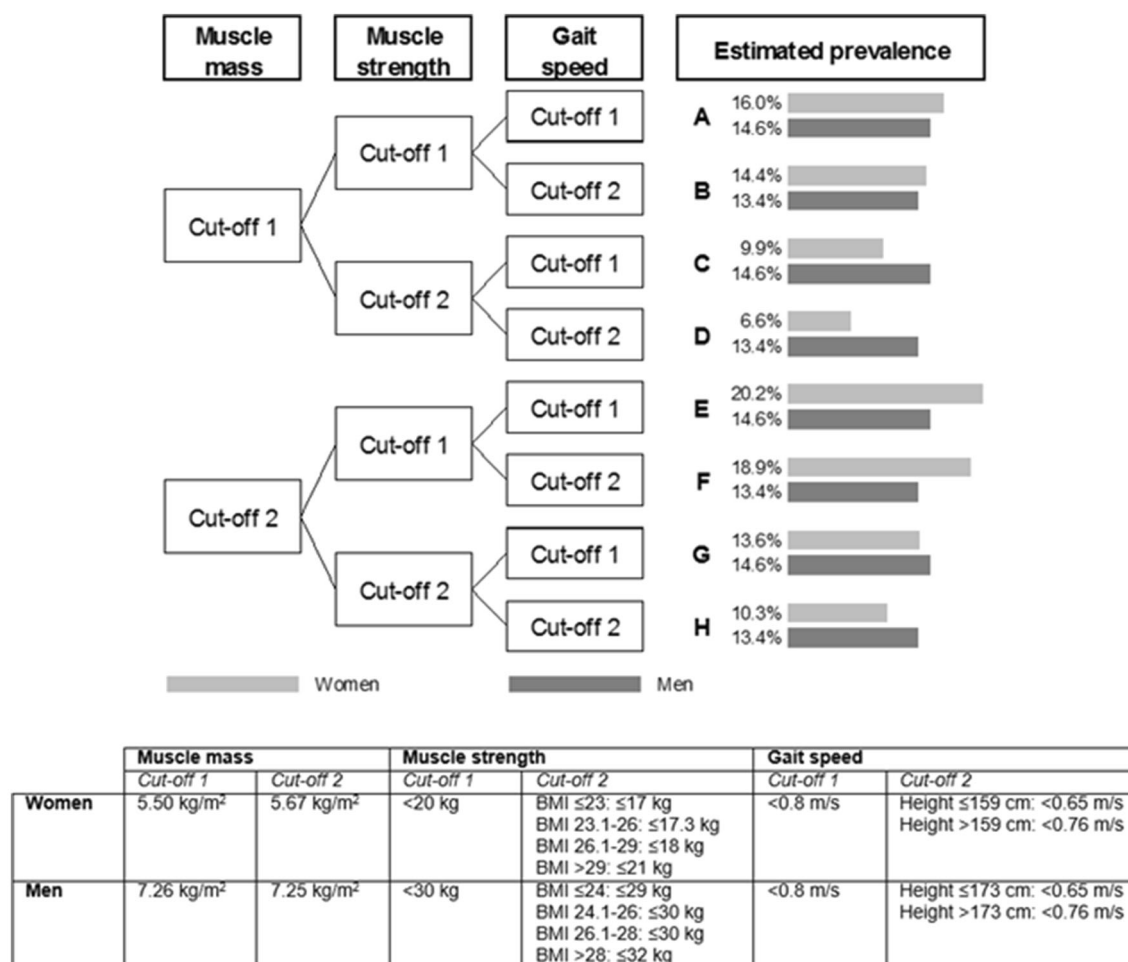 Muscle mass
Muscle strength
Gait speed
Estimated prevalence
Cut-off 1
Cut-off 1
Cut-off 1
A
16.0%
14.6%
Cut-off 2
B
14.4%
13.4%
Cut-off 2
Cut-off 1
C
9.9%
14.6%
Cut-off 2
D
6.6%
13.4%
Cut-off 2
Cut-off 1
Cut-off 1
E
20.2%
14.6%
Cut-off 2
F
18.9%
13.4%
Cut-off 2
Cut-off 1
G
13.6%
14.6%
Cut-off 2
H
10.3%
13.4%
Women
Men
Muscle mass Muscle strength Gait speed
Cut-off 1 Cut-off 2 Cut-off 1 Cut-off 2 Cut-off 1 Cut-off 2
Women 5.50 kg/m² 5.67 kg/m² <20 kg BMI ≤23: ≤17 kg <0.8 m/s Height ≤159 cm: <0.65 m/s
BMI 23.1-26: ≤17.3 kg Height >159 cm: <0.76 m/s
BMI 26.1-29: ≤18 kg
BMI >29: ≤21 kg
Men 7.26 kg/m² 7.25 kg/m² <30 kg BMI ≤24: ≤29 kg <0.8 m/s Height ≤173 cm: <0.65 m/s
BMI 24.1-26: ≤30 kg Height >173 cm: <0.76 m/s
BMI 26.1-28: ≤30 kg
BMI >28: ≤32 kg